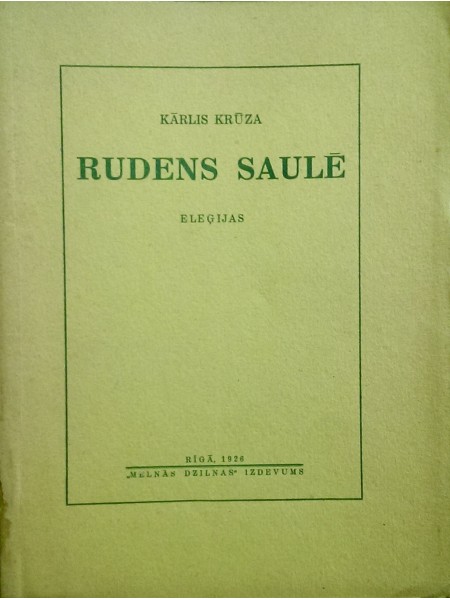 KĀRLIS KRŪZA
RUDENS SAULĒ
ELEĢIJAS
RĪGĀ, 1926
„MELNĀS DZILNAS“ IZDEVUMS